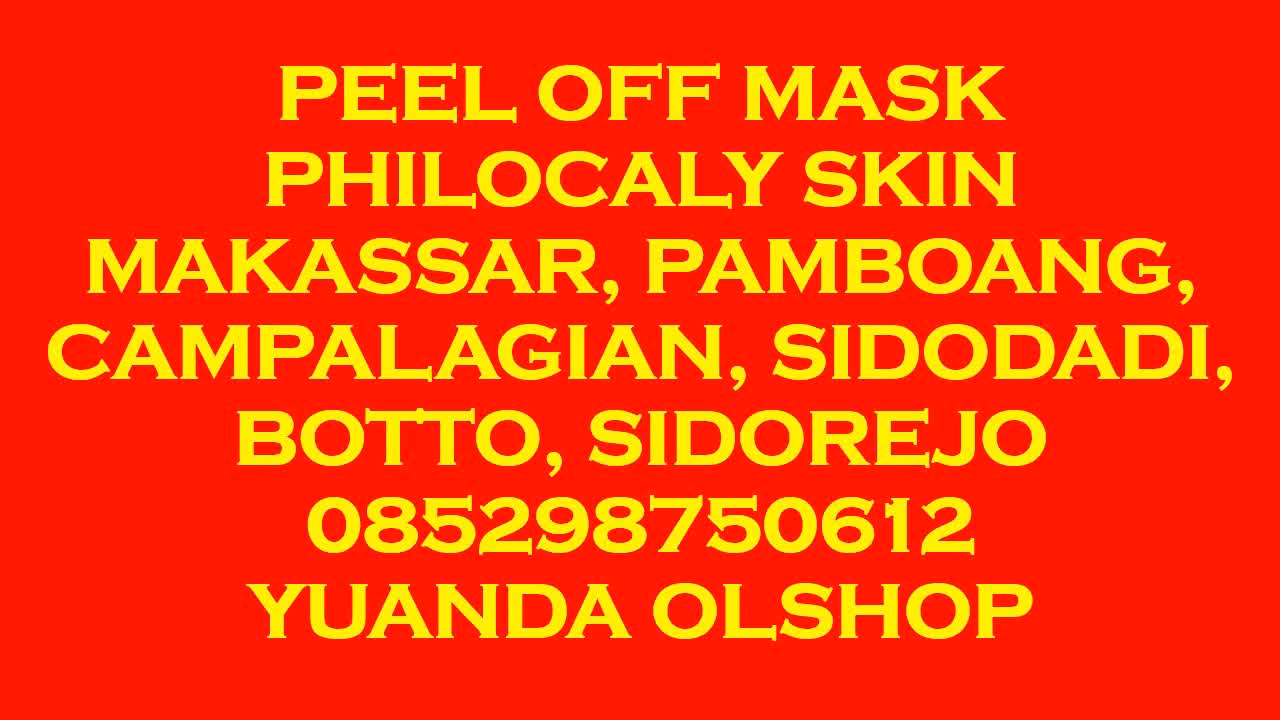 PEEL OFF MASK
PHILOCALY SKIN
MAKASSAR, PAMBOANG,
CAMPALAGIAN, SIDODADI,
BOTTO, SIDOREJO
085298750612
YUANDA OLSHOP